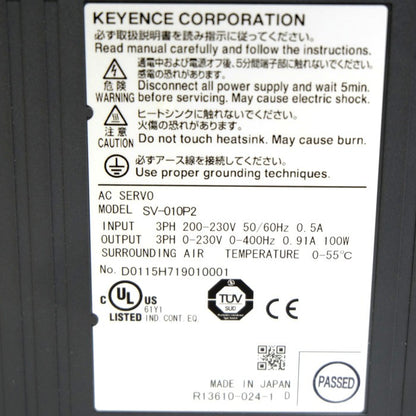 KEYENCE CORPORATION
必ず取扱説明書を読み指示に従ってください。
Read manual carefully and follow the instructions.
危険
WARNING
通電中および電源オフ後、5分間端子部に触れないでください。
感電の恐れがあります。
Disconnect all power supply and wait 5min.
before servicing. May cause electric shock.
注意
CAUTION
ヒートシンクに触れないでください。
火傷の恐れがあります。
Do not touch heatsink. May cause burn.
必ずアース線を接続してください。
Use proper grounding techniques.
AC SERVO
MODEL SV-010P2
INPUT 3PH 200-230V 50/60Hz 0.5A
OUTPUT 3PH 0-230V 0-400Hz 0.91A 100W
SURROUNDING AIR TEMPERATURE 0-55℃
No. D0115H719010001
C UL US
LISTED
61Y1
IND. CONT. EQ.
TÜV
SÜD
CE
MADE IN JAPAN
R13610-024-1 D
PASSED